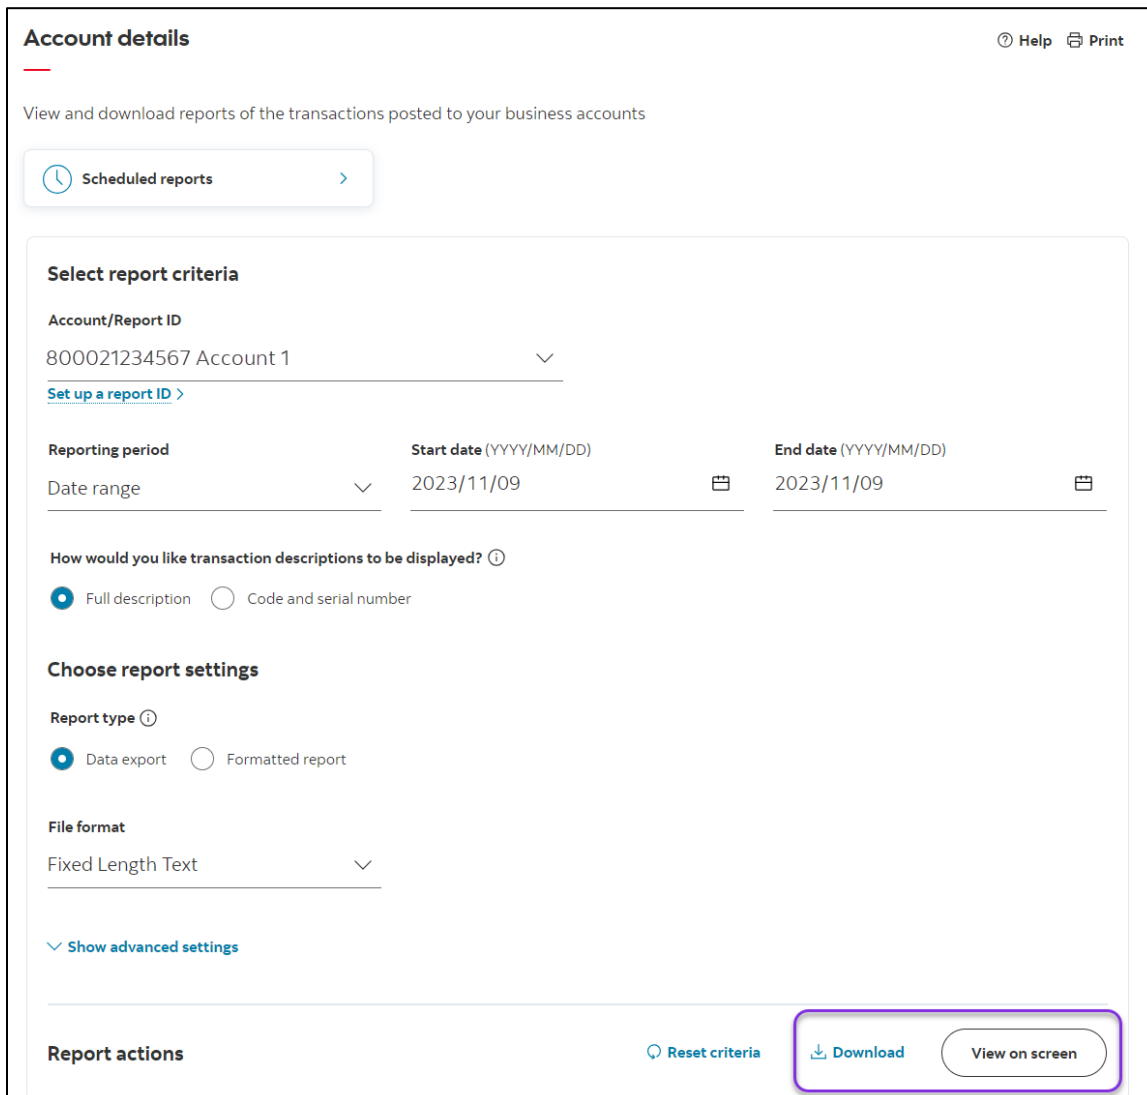 Account details
Help Print
View and download reports of the transactions posted to your business accounts
Scheduled reports
Select report criteria
Account/Report ID
800021234567 Account 1
Set up a report ID
Reporting period Start date (YYYY/MM/DD) End date (YYYY/MM/DD)
Date range 2023/11/09 2023/11/09
How would you like transaction descriptions to be displayed?
Full description Code and serial number
Choose report settings
Report type
Data export Formatted report
File format
Fixed Length Text
Show advanced settings
Report actions Reset criteria Download View on screen